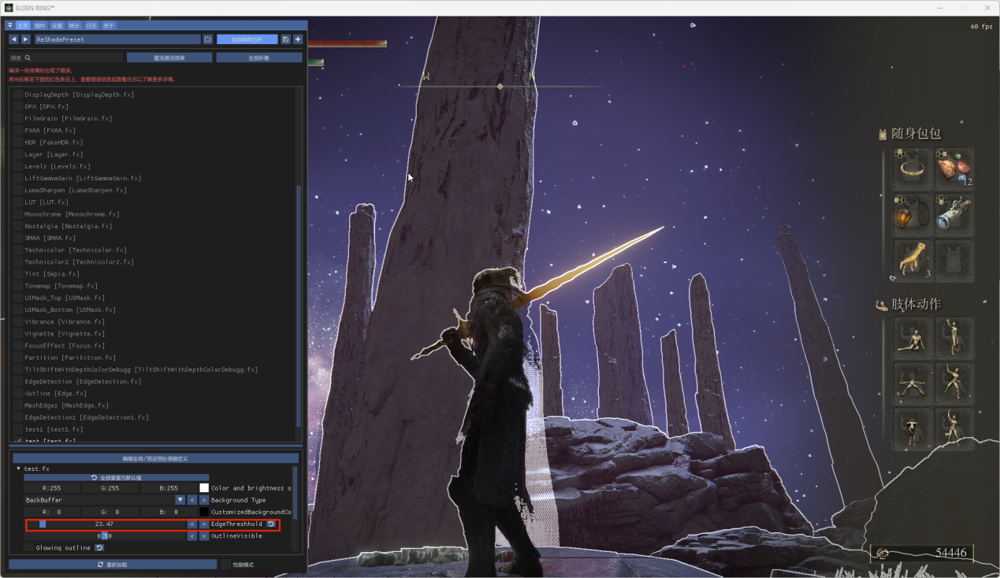 ELDEN RING™
主页 插件 设置 统计 日志 关于
60 fps
ReShadePreset
自动保存已开
搜索
置顶激活效果
全部折叠
编译一些效果时出现了错误。
将光标移至下面的红色条目上，查看错误信息或查看日志以了解更多详情。
DisplayDepth [DisplayDepth.fx]
DPX [DPX.fx]
FilmGrain [FilmGrain.fx]
FXAA [FXAA.fx]
HDR [FakeHDR.fx]
Layer [Layer.fx]
Levels [Levels.fx]
LiftGammaGain [LiftGammaGain.fx]
LumaSharpen [LumaSharpen.fx]
LUT [LUT.fx]
Monochrome [Monochrome.fx]
Nostalgia [Nostalgia.fx]
SMAA [SMAA.fx]
Technicolor [Technicolor.fx]
Technicolor2 [Technicolor2.fx]
Tint [Sepia.fx]
Tonemap [Tonemap.fx]
UIMask_Top [UIMask.fx]
UIMask_Bottom [UIMask.fx]
Vibrance [Vibrance.fx]
Vignette [Vignette.fx]
FocusEffect [Focus.fx]
Partition [Paritition.fx]
TiltShiftWithDepthColorDebugg [TiltShiftWithDepthColorDebugg.fx]
EdgeDetection [EdgeDetection.fx]
Outline [Edge.fx]
MeshEdges [MeshEdges.fx]
EdgeDetection1 [EdgeDetection1.fx]
test1 [test1.fx]
test [test.fx]
编辑全局/预设预处理器定义
test.fx
全部重置为默认值
R:255 G:255 B:255 Color and brightness o
BackBuffer < > Background Type
R: 0 G: 0 B: 0 CustomizedBackgroundCo
23.47 < > EdgeThreshhold
0.50 < > OutlineVisible
Glowing outline
重新加载
性能模式
W
N
随身包包
12
3
肢体动作
54446